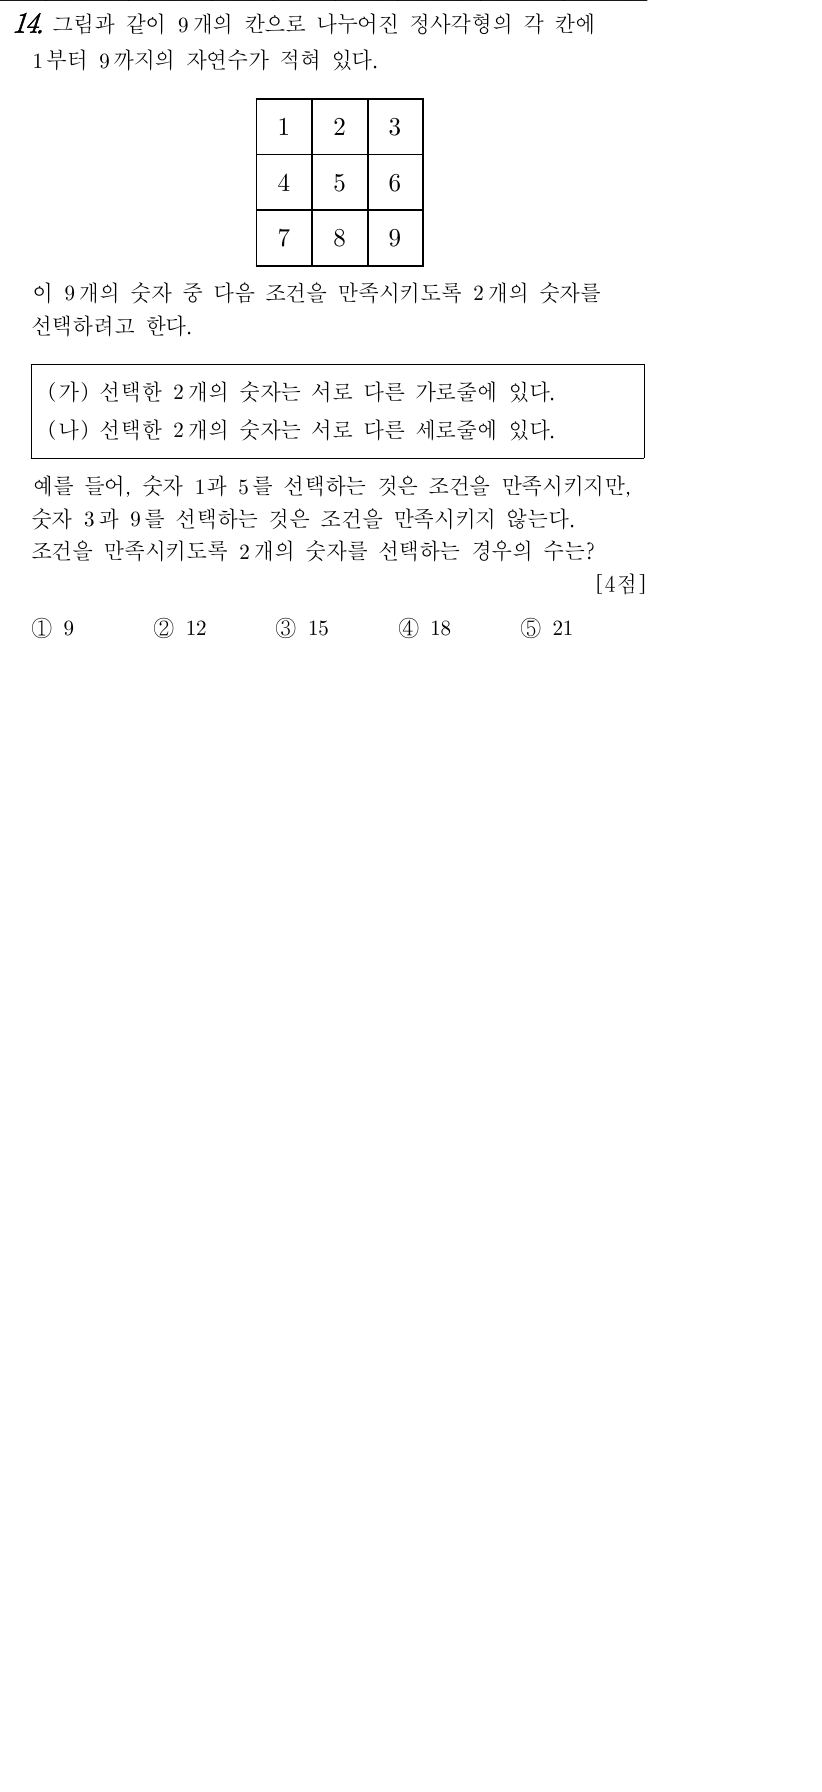 14. 그림과 같이 9개의 칸으로 나누어진 정사각형의 각 칸에
1부터 9까지의 자연수가 적혀 있다.
1 2 3
4 5 6
7 8 9
이 9개의 숫자 중 다음 조건을 만족시키도록 2개의 숫자를
선택하려고 한다.
(가) 선택한 2개의 숫자는 서로 다른 가로줄에 있다.
(나) 선택한 2개의 숫자는 서로 다른 세로줄에 있다.
예를 들어, 숫자 1과 5를 선택하는 것은 조건을 만족시키지만,
숫자 3과 9를 선택하는 것은 조건을 만족시키지 않는다.
조건을 만족시키도록 2개의 숫자를 선택하는 경우의 수는?
[4점]
① 9 ② 12 ③ 15 ④ 18 ⑤ 21